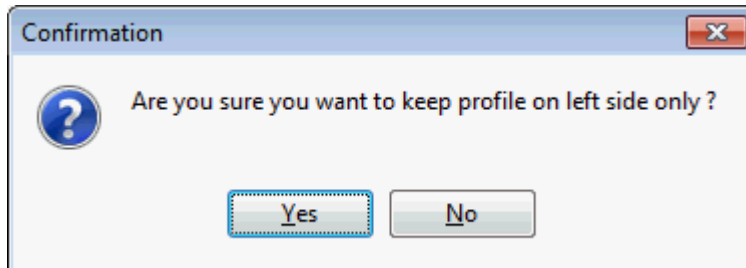 Confirmation
Are you sure you want to keep profile on left side only ?
Yes
No